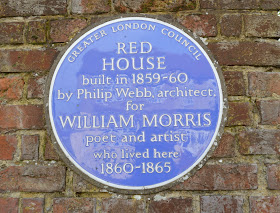 GREATER LONDON COUNCIL
RED
HOUSE
built in 1859-60
by Philip Webb, architect,
for
WILLIAM MORRIS
poet and artist
who lived here
1860-1865